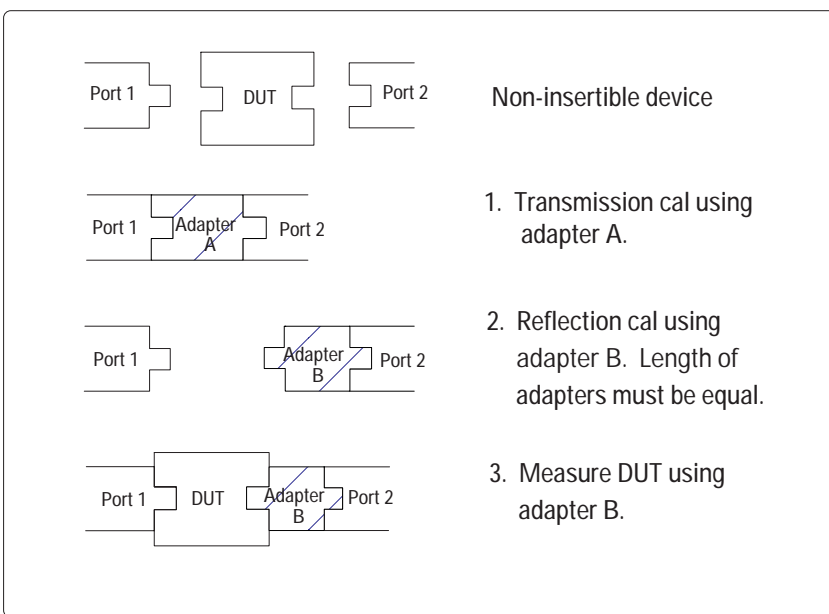 Port 1
DUT
Port 2
Non-insertible device
Port 1
Adapter
A
Port 2
1. Transmission cal using
adapter A.
Port 1
Adapter
B
Port 2
2. Reflection cal using
adapter B. Length of
adapters must be equal.
Port 1
DUT
Adapter
B
Port 2
3. Measure DUT using
adapter B.